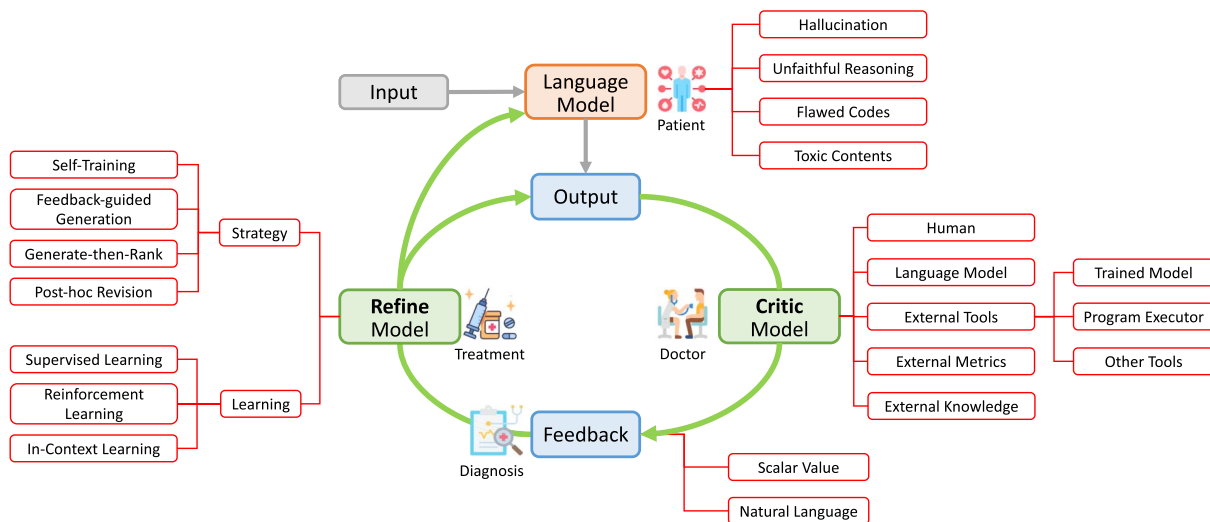 Input
Language
Model
Patient
Hallucination
Unfaithful Reasoning
Flawed Codes
Toxic Contents
Output
Self-Training
Feedback-guided
Generation
Generate-then-Rank
Post-hoc Revision
Strategy
Supervised Learning
Reinforcement
Learning
In-Context Learning
Learning
Refine
Model
Treatment
Doctor
Critic
Model
Human
Language Model
External Tools
External Metrics
External Knowledge
Trained Model
Program Executor
Other Tools
Diagnosis
Feedback
Scalar Value
Natural Language